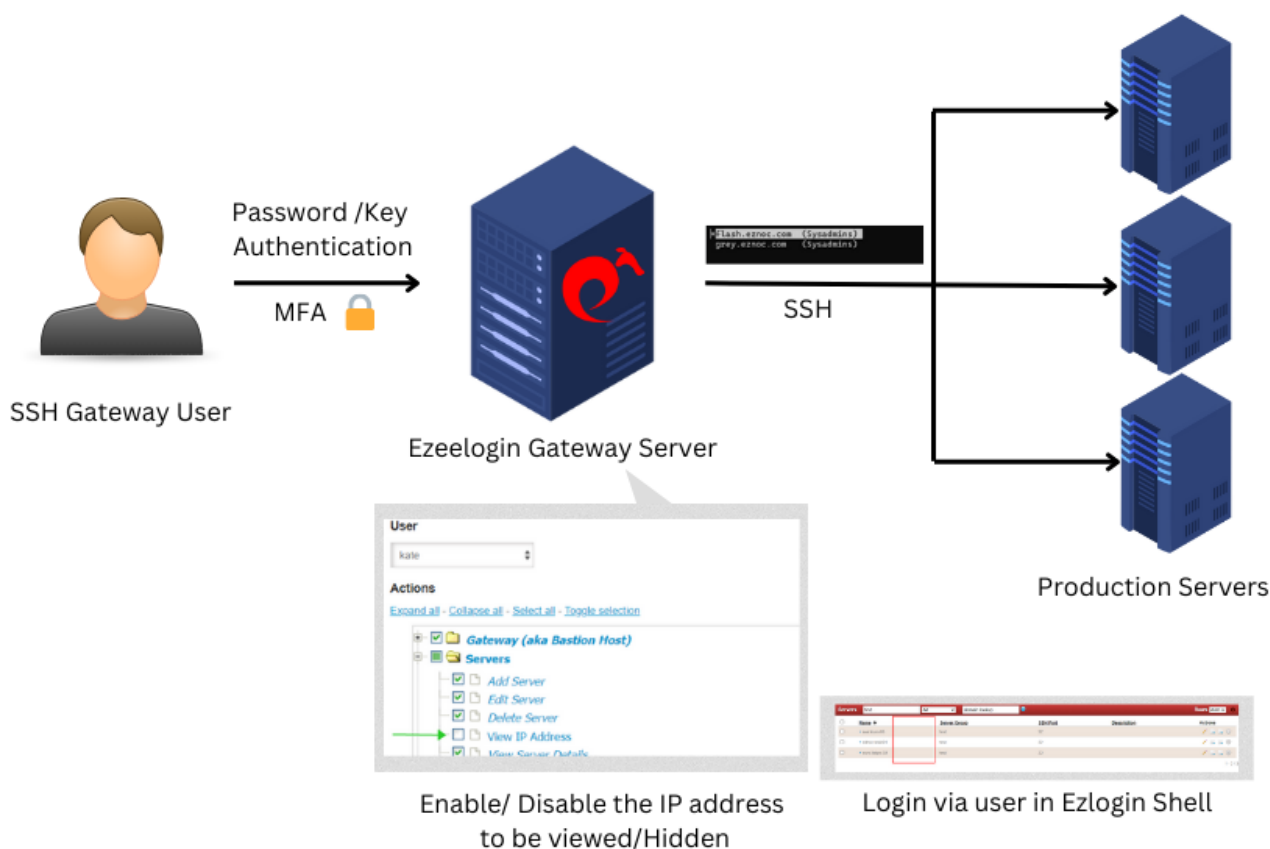 Password /Key
Authentication
MFA
SSH Gateway User
Ezeelogin Gateway Server
Flash.eznoc.com (Sysadmins)
grey.eznoc.com (Sysadmins)
SSH
Production Servers
User
kate
Actions
Expand all - Collapse all - Select all - Toggle selection
Gateway (aka Bastion Host)
Servers
Add Server
Edit Server
Delete Server
View IP Address
View Server Details
Enable/ Disable the IP address
to be viewed/Hidden
Servers
Name Server Group SSH Port Description Actions
Login via user in Ezlogin Shell